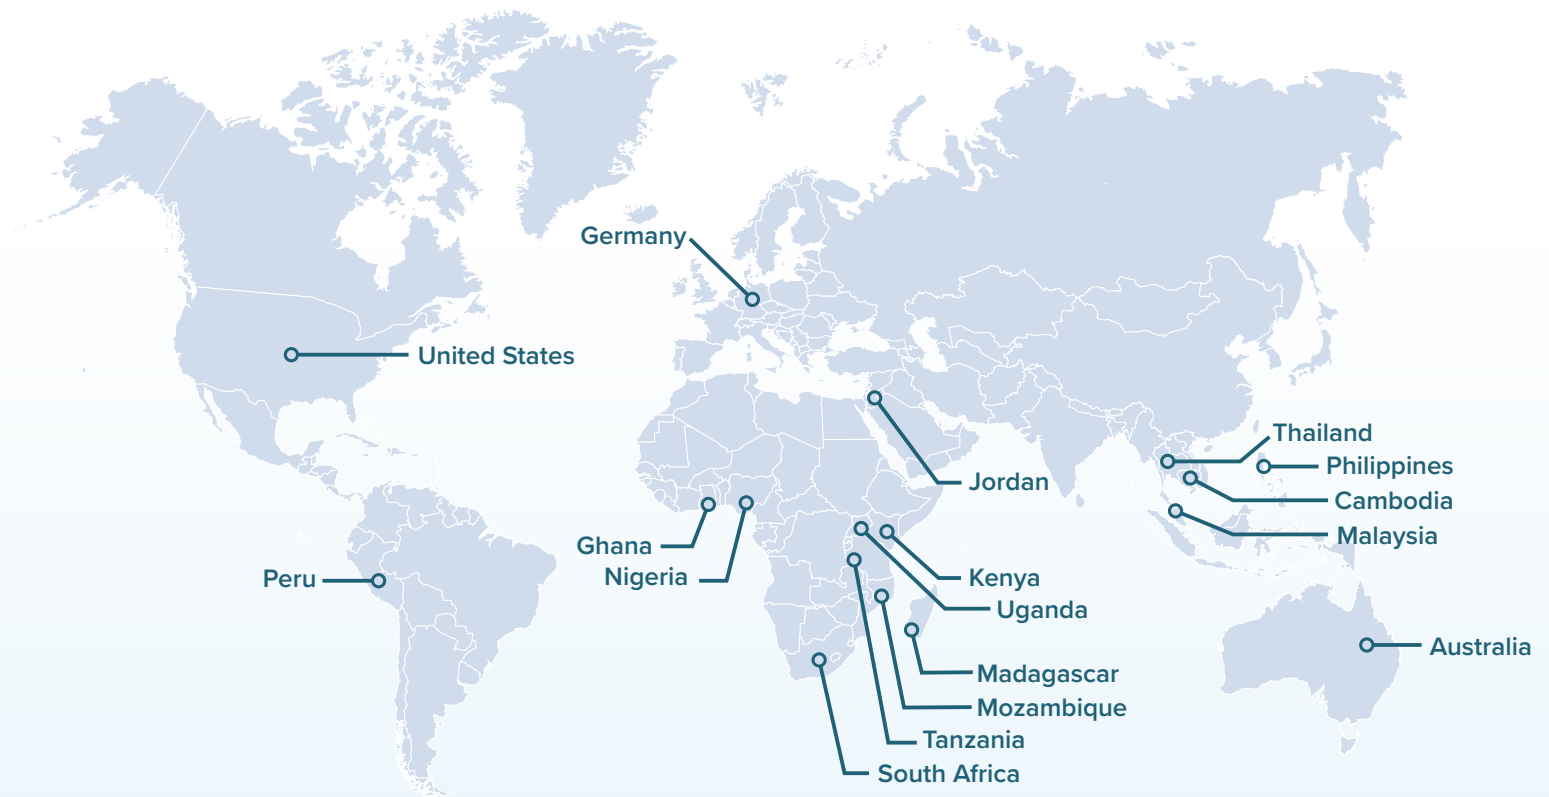 Germany
United States
Thailand
Philippines
Jordan
Cambodia
Malaysia
Ghana
Nigeria
Peru
Kenya
Uganda
Australia
Madagascar
Mozambique
Tanzania
South Africa